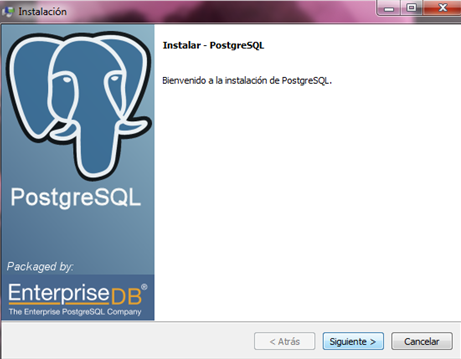 Instalación
Instalar - PostgreSQL
Bienvenido a la instalación de PostgreSQL.
PostgreSQL
Packaged by:
EnterpriseDB®
The Enterprise PostgreSQL Company
< Atrás
Siguiente >
Cancelar